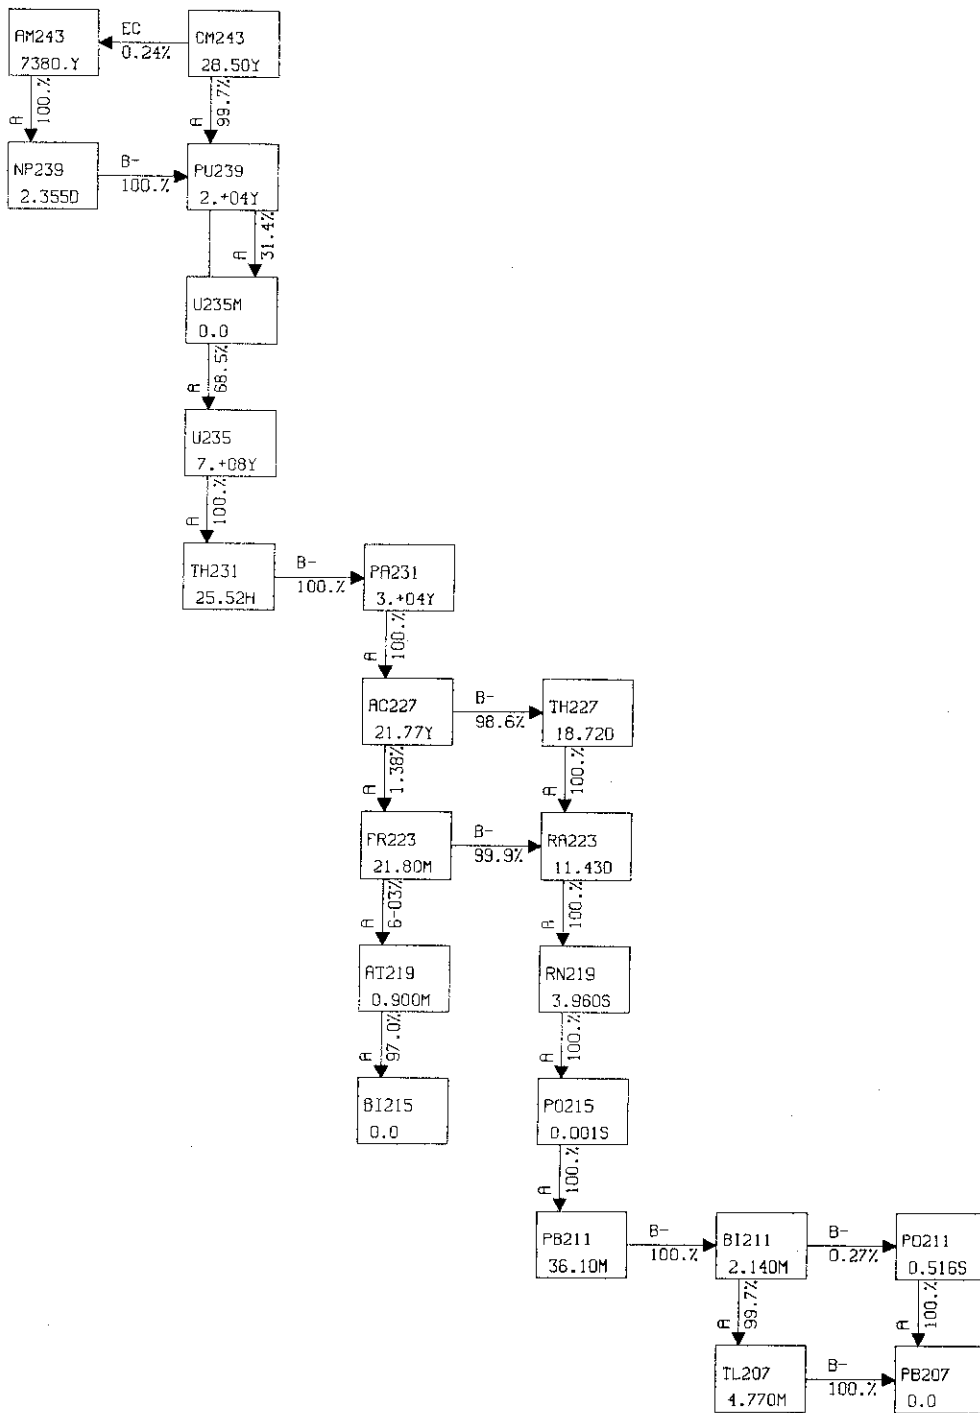 AM243
7380.Y
EC
0.24%
CM243
28.50Y
A
100.%
A
99.7%
NP239
2.355D
B-
100.%
PU239
2.+04Y
A
31.4%
U235M
0.0
A
68.5%
U235
7.+08Y
A
100.%
TH231
25.52H
B-
100.%
PA231
3.+04Y
A
100.%
AC227
21.77Y
B-
98.6%
TH227
18.72D
A
1.38%
A
100.%
FR223
21.80M
B-
99.9%
RA223
11.43D
A
6-03%
A
100.%
AT219
0.900M
RN219
3.960S
A
97.0%
A
100.%
BI215
0.0
PO215
0.001S
A
100.%
PB211
36.10M
B-
100.%
BI211
2.140M
B-
0.27%
PO211
0.516S
A
99.7%
A
100.%
TL207
4.770M
B-
100.%
PB207
0.0